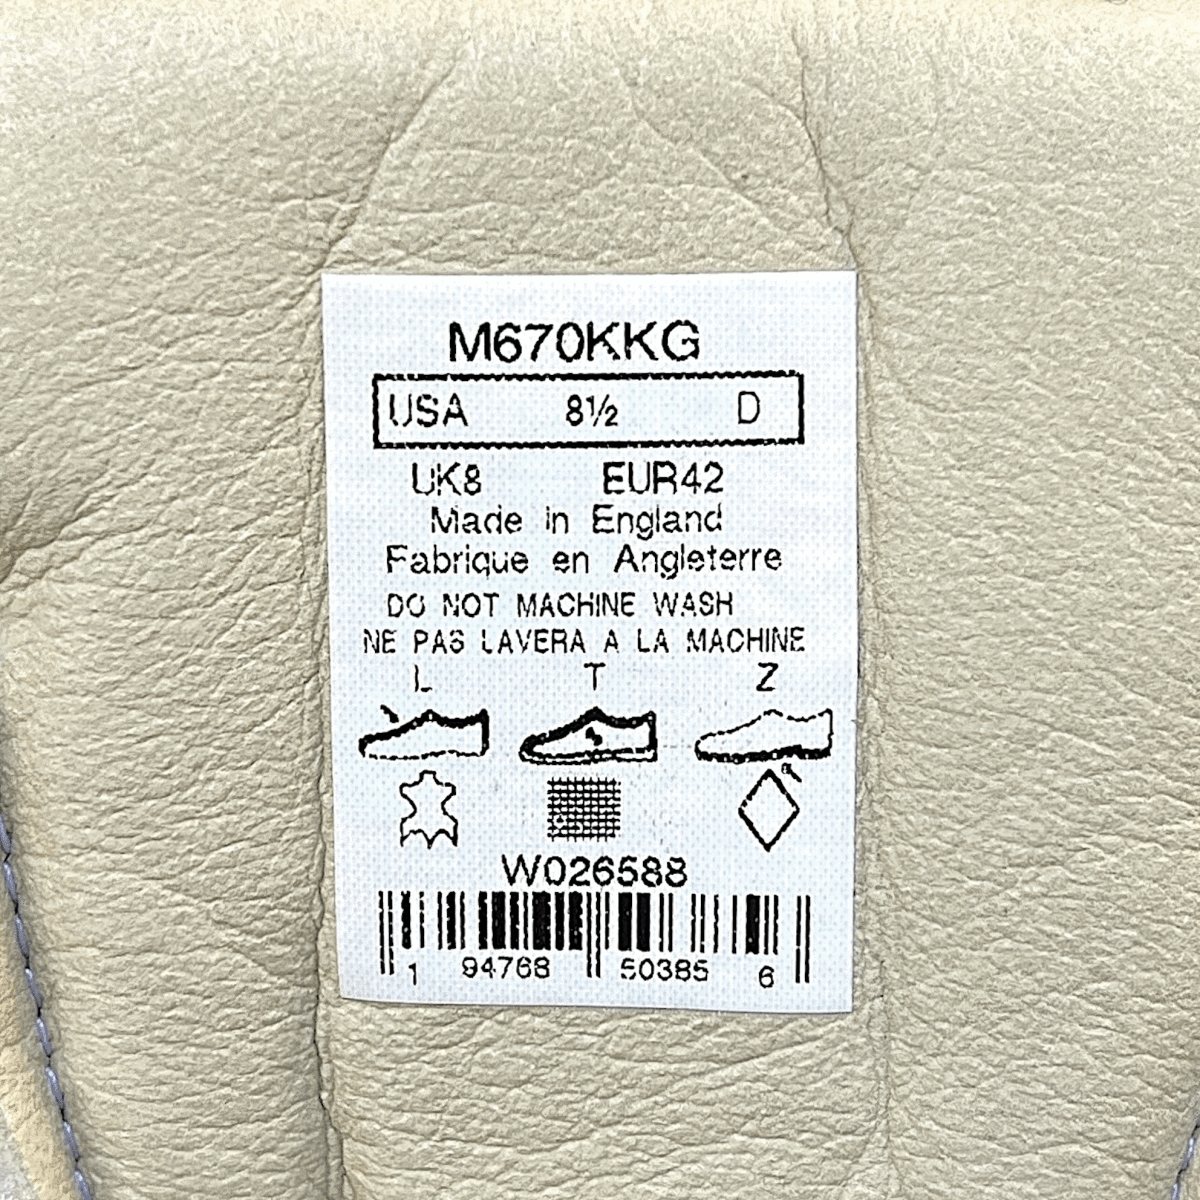 M670KKG
USA 8½ D
UK8 EUR42
Made in England
Fabrique en Angleterre
DO NOT MACHINE WASH
NE PAS LAVERA A LA MACHINE
L T Z
W026588
1 94768 50385 6